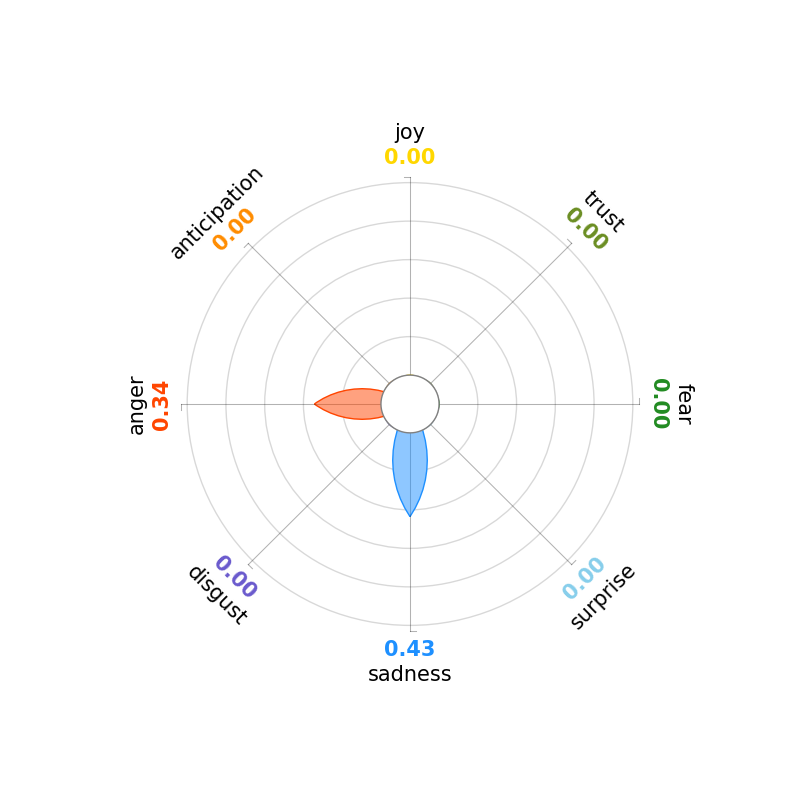 joy
0.00
trust
0.00
anticipation
0.00
fear
0.00
anger
0.34
surprise
0.00
disgust
0.00
0.43
sadness